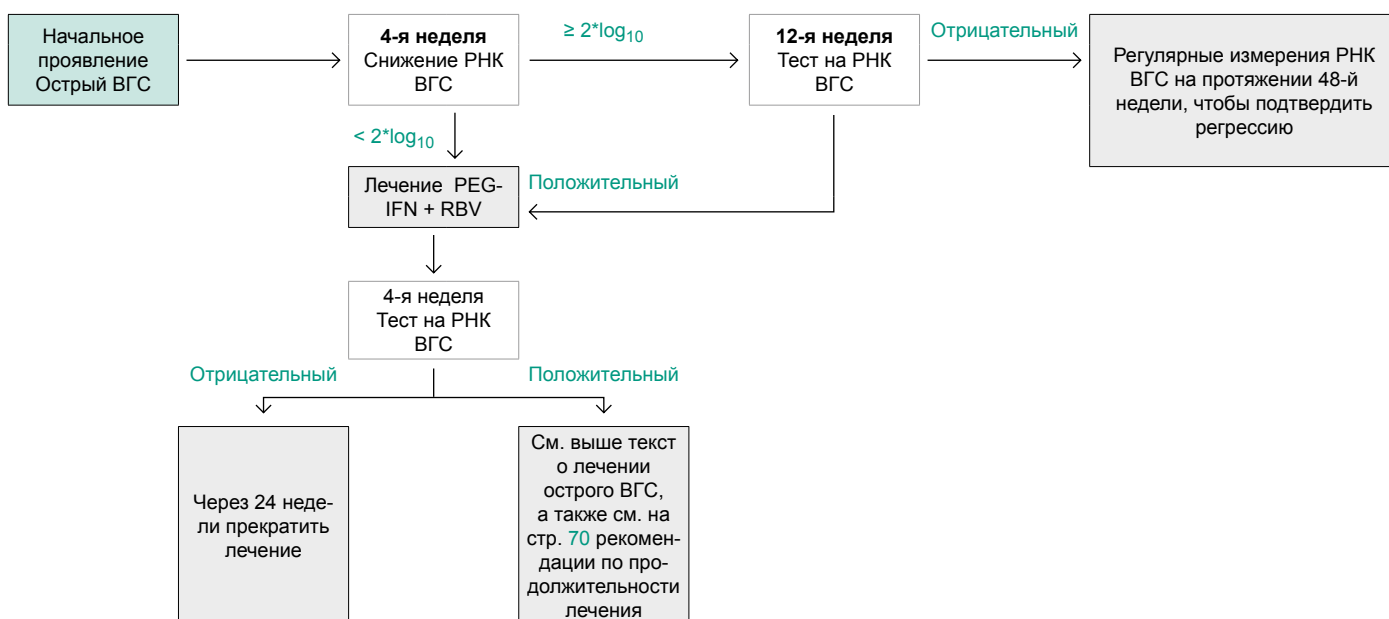 Начальное
проявление
Острый ВГС
4-я неделя
Снижение РНК
ВГС
≥ 2*log10
12-я неделя
Тест на РНК
ВГС
Отрицательный
Регулярные измерения РНК
ВГС на протяжении 48-й
недели, чтобы подтвердить
регрессию
< 2*log10
Лечение PEG-
IFN + RBV
Положительный
4-я неделя
Тест на РНК
ВГС
Отрицательный
Положительный
Через 24 неде-
ли прекратить
лечение
См. выше текст
о лечении
острого ВГС,
а также см. на
стр. 70 рекомен-
дации по про-
должительности
лечения